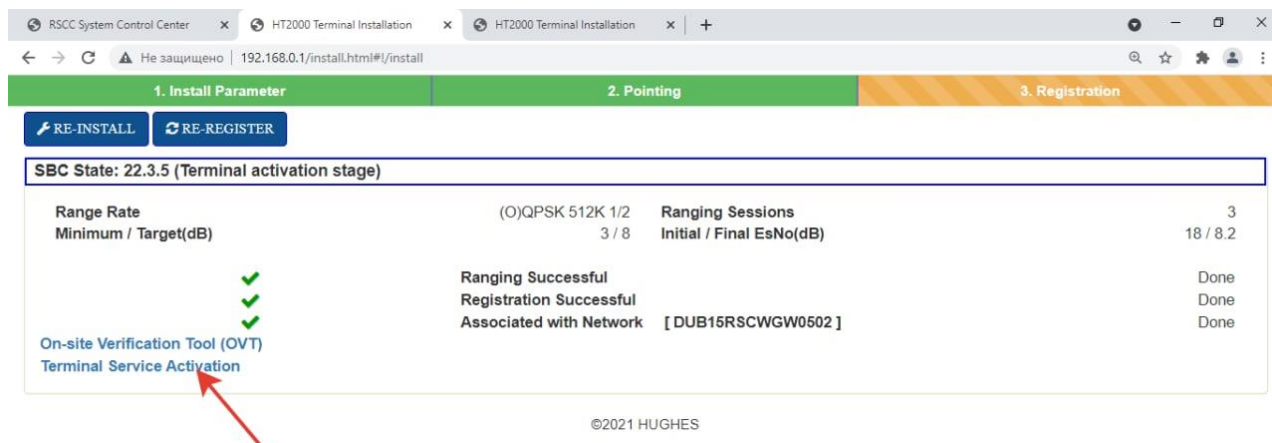 RSCC System Control Center
HT2000 Terminal Installation
HT2000 Terminal Installation
Не защищено | 192.168.0.1/install.html#!/install
1. Install Parameter
2. Pointing
3. Registration
RE-INSTALL
RE-REGISTER
SBC State: 22.3.5 (Terminal activation stage)
Range Rate (O)QPSK 512K 1/2 Ranging Sessions 3
Minimum / Target(dB) 3 / 8 Initial / Final EsNo(dB) 18 / 8.2
Ranging Successful Done
Registration Successful Done
Associated with Network [ DUB15RSCWGW0502 ] Done
On-site Verification Tool (OVT)
Terminal Service Activation
©2021 HUGHES